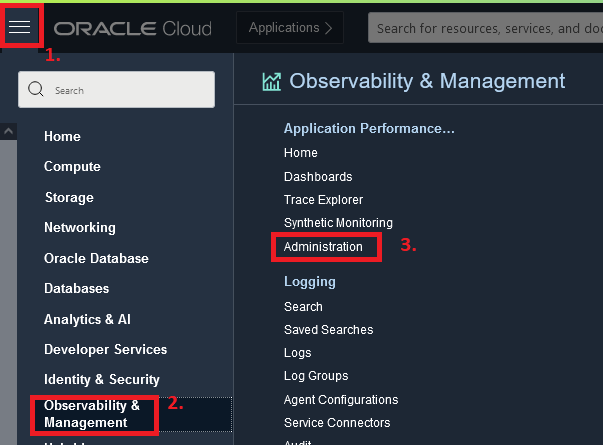 ORACLE Cloud
Applications
Search for resources, services, and doc
1.
Search
Observability & Management
Home
Compute
Storage
Networking
Oracle Database
Databases
Analytics & AI
Developer Services
Identity & Security
Observability &
Management
2.
Application Performance...
Home
Dashboards
Trace Explorer
Synthetic Monitoring
Administration
3.
Logging
Search
Saved Searches
Logs
Log Groups
Agent Configurations
Service Connectors
Audit